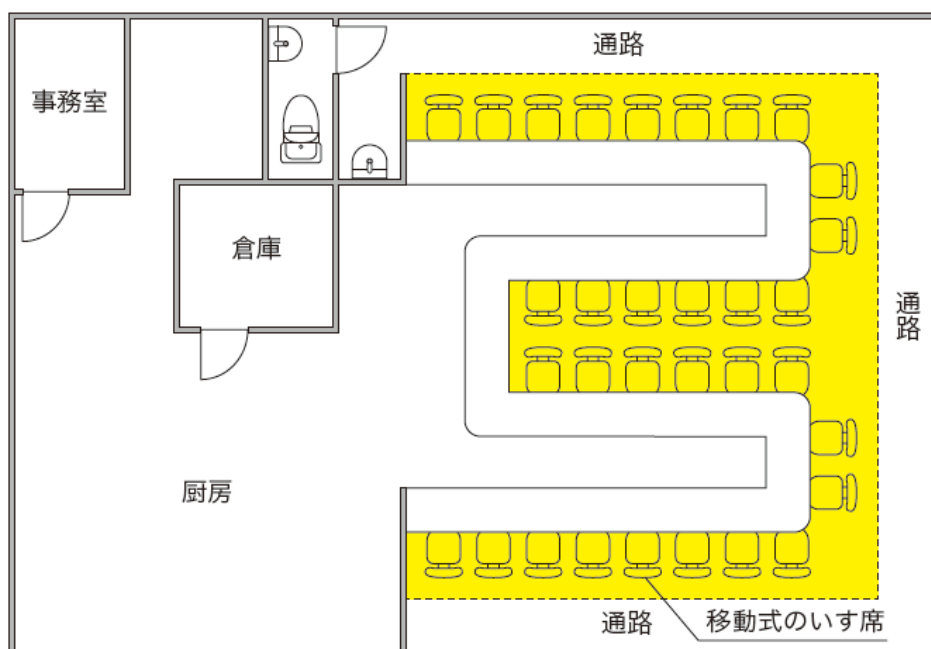 通路
事務室
倉庫
通路
厨房
通路
移動式のいす席